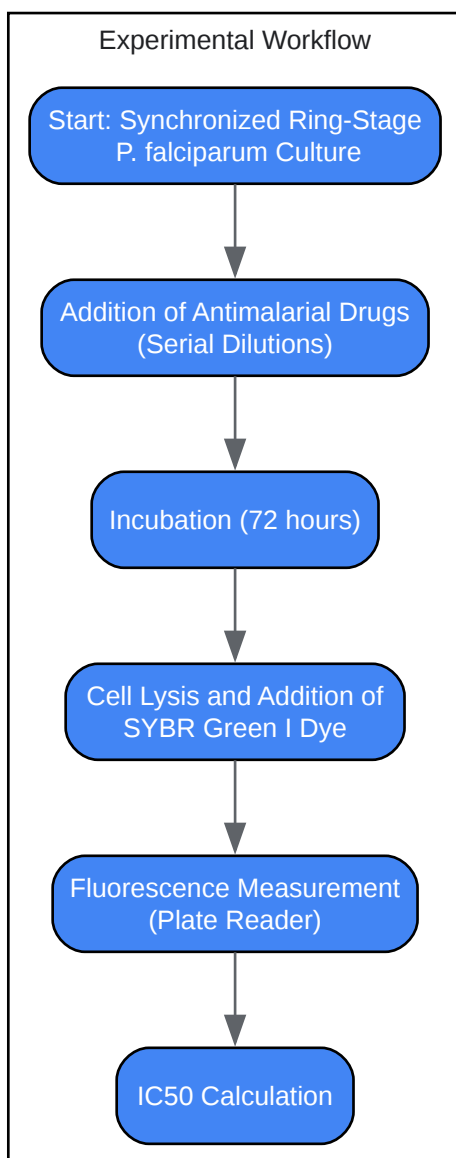 Experimental Workflow
Start: Synchronized Ring-Stage
P. falciparum Culture
Addition of Antimalarial Drugs
(Serial Dilutions)
Incubation (72 hours)
Cell Lysis and Addition of
SYBR Green I Dye
Fluorescence Measurement
(Plate Reader)
IC50 Calculation